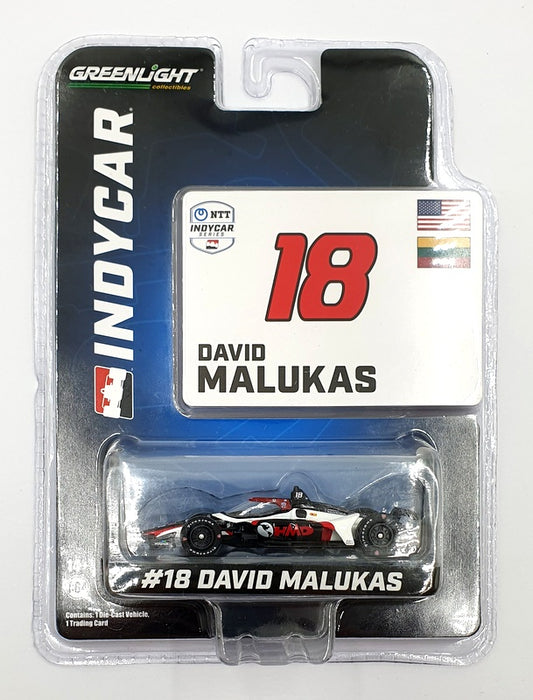 GREENLIGHT
collectibles
INDYCAR
NTT
INDYCAR
SERIES
18
DAVID
MALUKAS
18
HMD
#18 DAVID MALUKAS
Contains: 1 Die-Cast Vehicle,
1 Trading Card